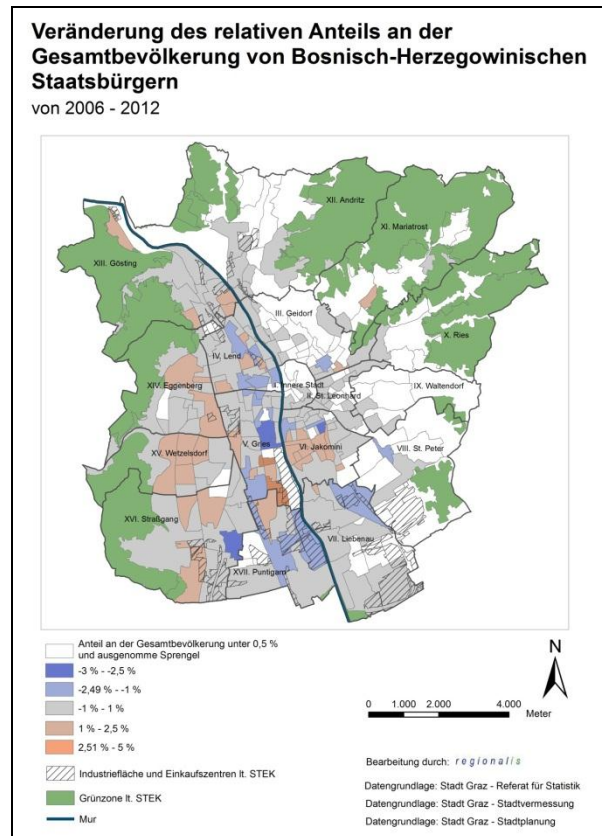 Veränderung des relativen Anteils an der
Gesamtbevölkerung von Bosnisch-Herzegowinischen
Staatsbürgern
von 2006 - 2012
XII. Andritz
XI. Mariatrost
XIII. Gösting
III. Geidorf
X. Ries
IV. Lend
I. Innere Stadt
XIV. Eggenberg
II. St. Leonhard
IX. Waltendorf
V. Gries
VI. Jakomini
VIII. St. Peter
XV. Wetzelsdorf
XVI. Straßgang
VII. Liebenau
XVII. Puntigam
Anteil an der Gesamtbevölkerung unter 0,5 %
und ausgenomme Sprengel
-3 % - -2,5 %
-2,49 % - -1 %
-1 % - 1 %
1 % - 2,5 %
2,51 % - 5 %
Industriefläche und Einkaufszentren lt. STEK
Grünzone lt. STEK
Mur
N
0 1.000 2.000 4.000
Meter
Bearbeitung durch: regionalis
Datengrundlage: Stadt Graz - Referat für Statistik
Datengrundlage: Stadt Graz - Stadtvermessung
Datengrundlage: Stadt Graz - Stadtplanung